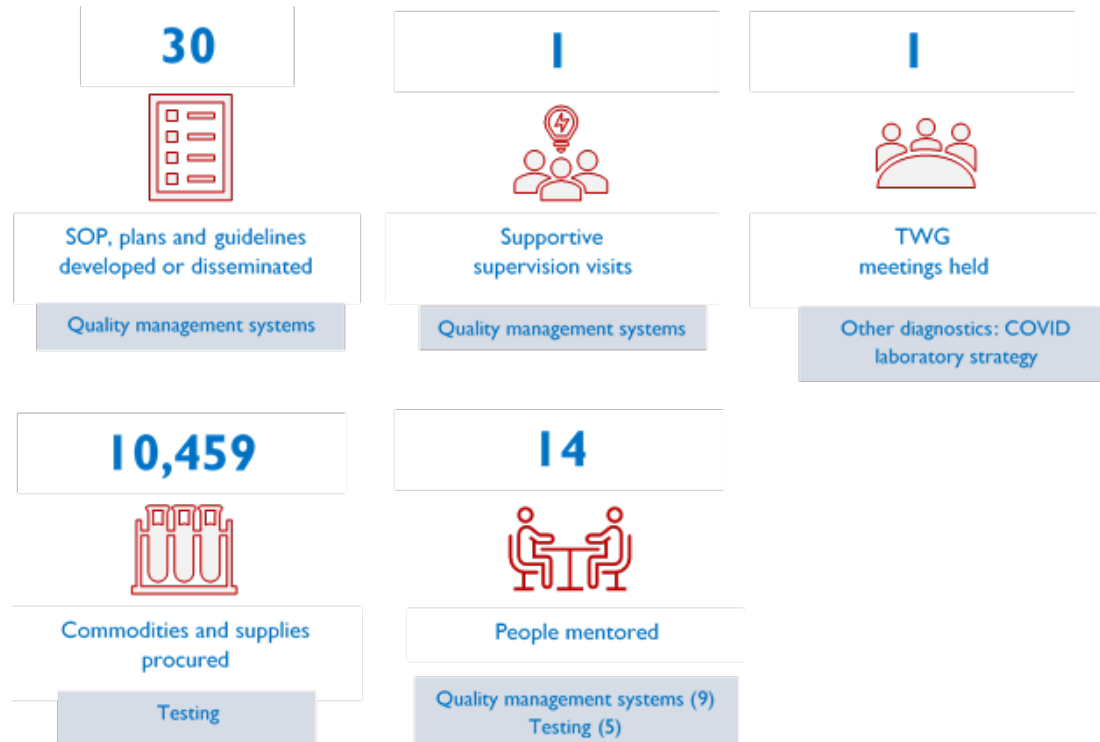 30
SOP, plans and guidelines
developed or disseminated
Quality management systems
1
Supportive
supervision visits
Quality management systems
1
TWG
meetings held
Other diagnostics: COVID
laboratory strategy
10,459
Commodities and supplies
procured
Testing
14
People mentored
Quality management systems (9)
Testing (5)